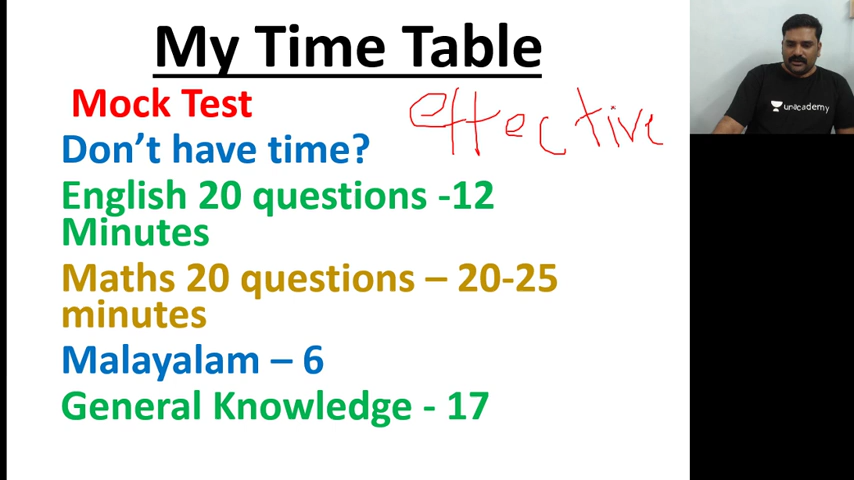 My Time Table
Mock Test
effective
Don’t have time?
English 20 questions -12
Minutes
Maths 20 questions – 20-25
minutes
Malayalam – 6
General Knowledge - 17
unacademy